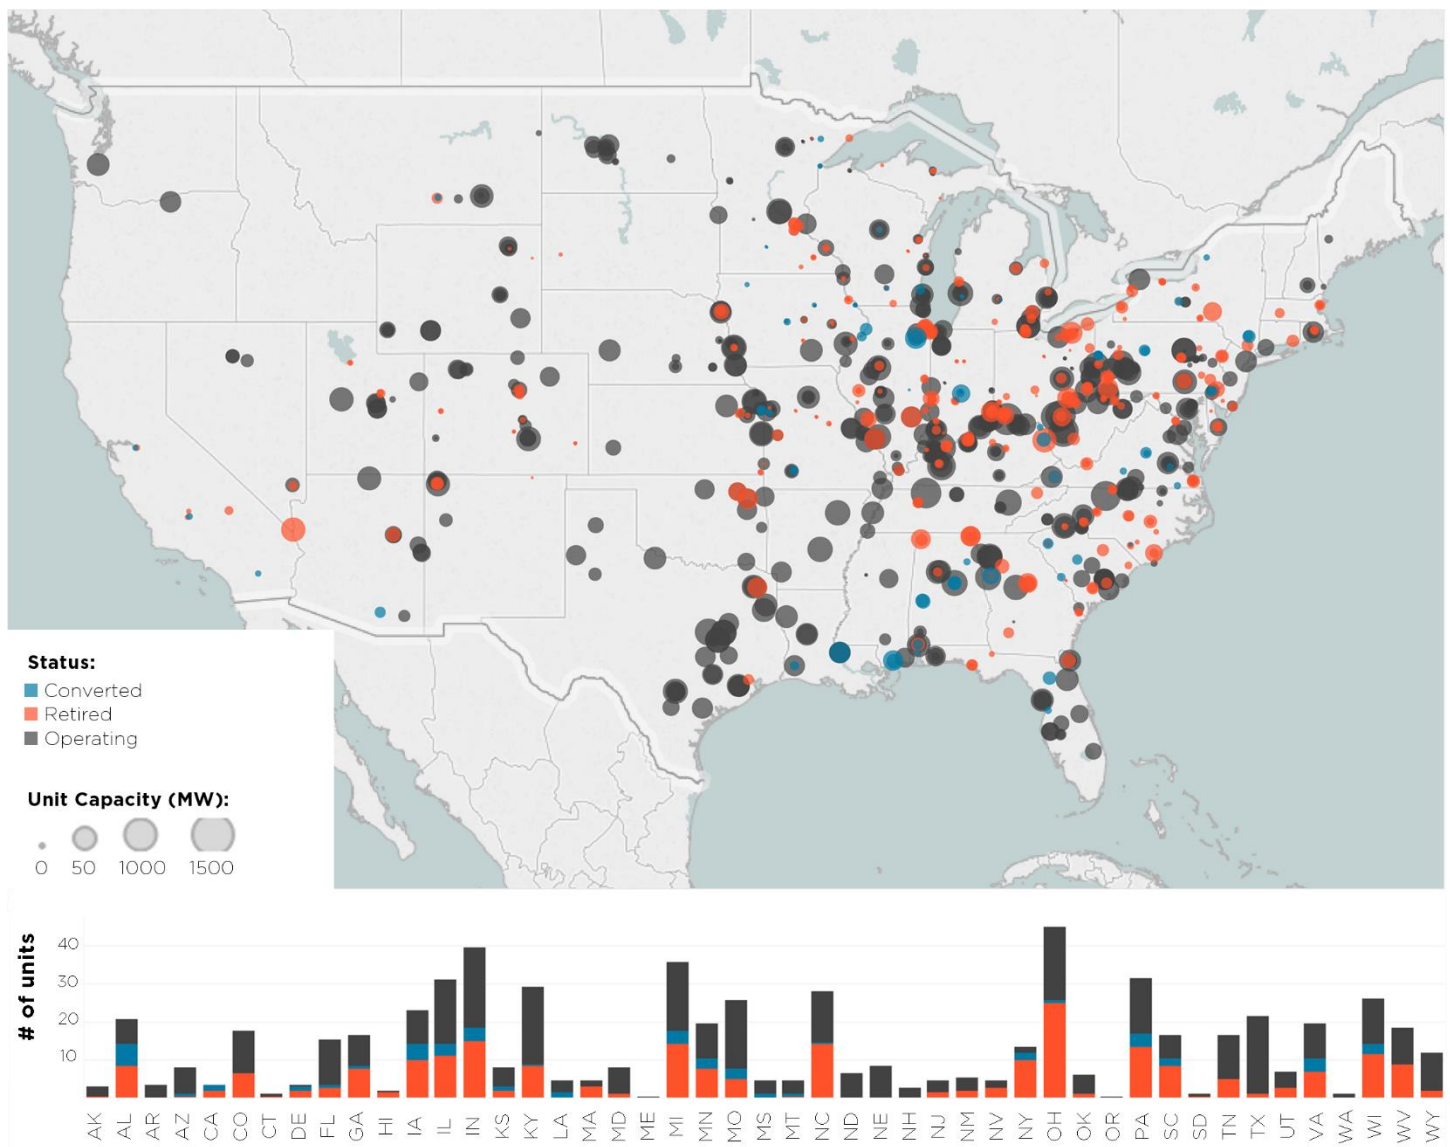 Status:
Converted
Retired
Operating
Unit Capacity (MW):
0 50 1000 1500
# of units
40
30
20
10
AK AL AR AZ CA CO CT DE FL GA HI IA IL IN KS KY LA MA MD ME MI MN MO MS MT NC ND NE NH NJ NM NV NY OH OK OR PA SC SD TN TX UT VA WA WI WV WY